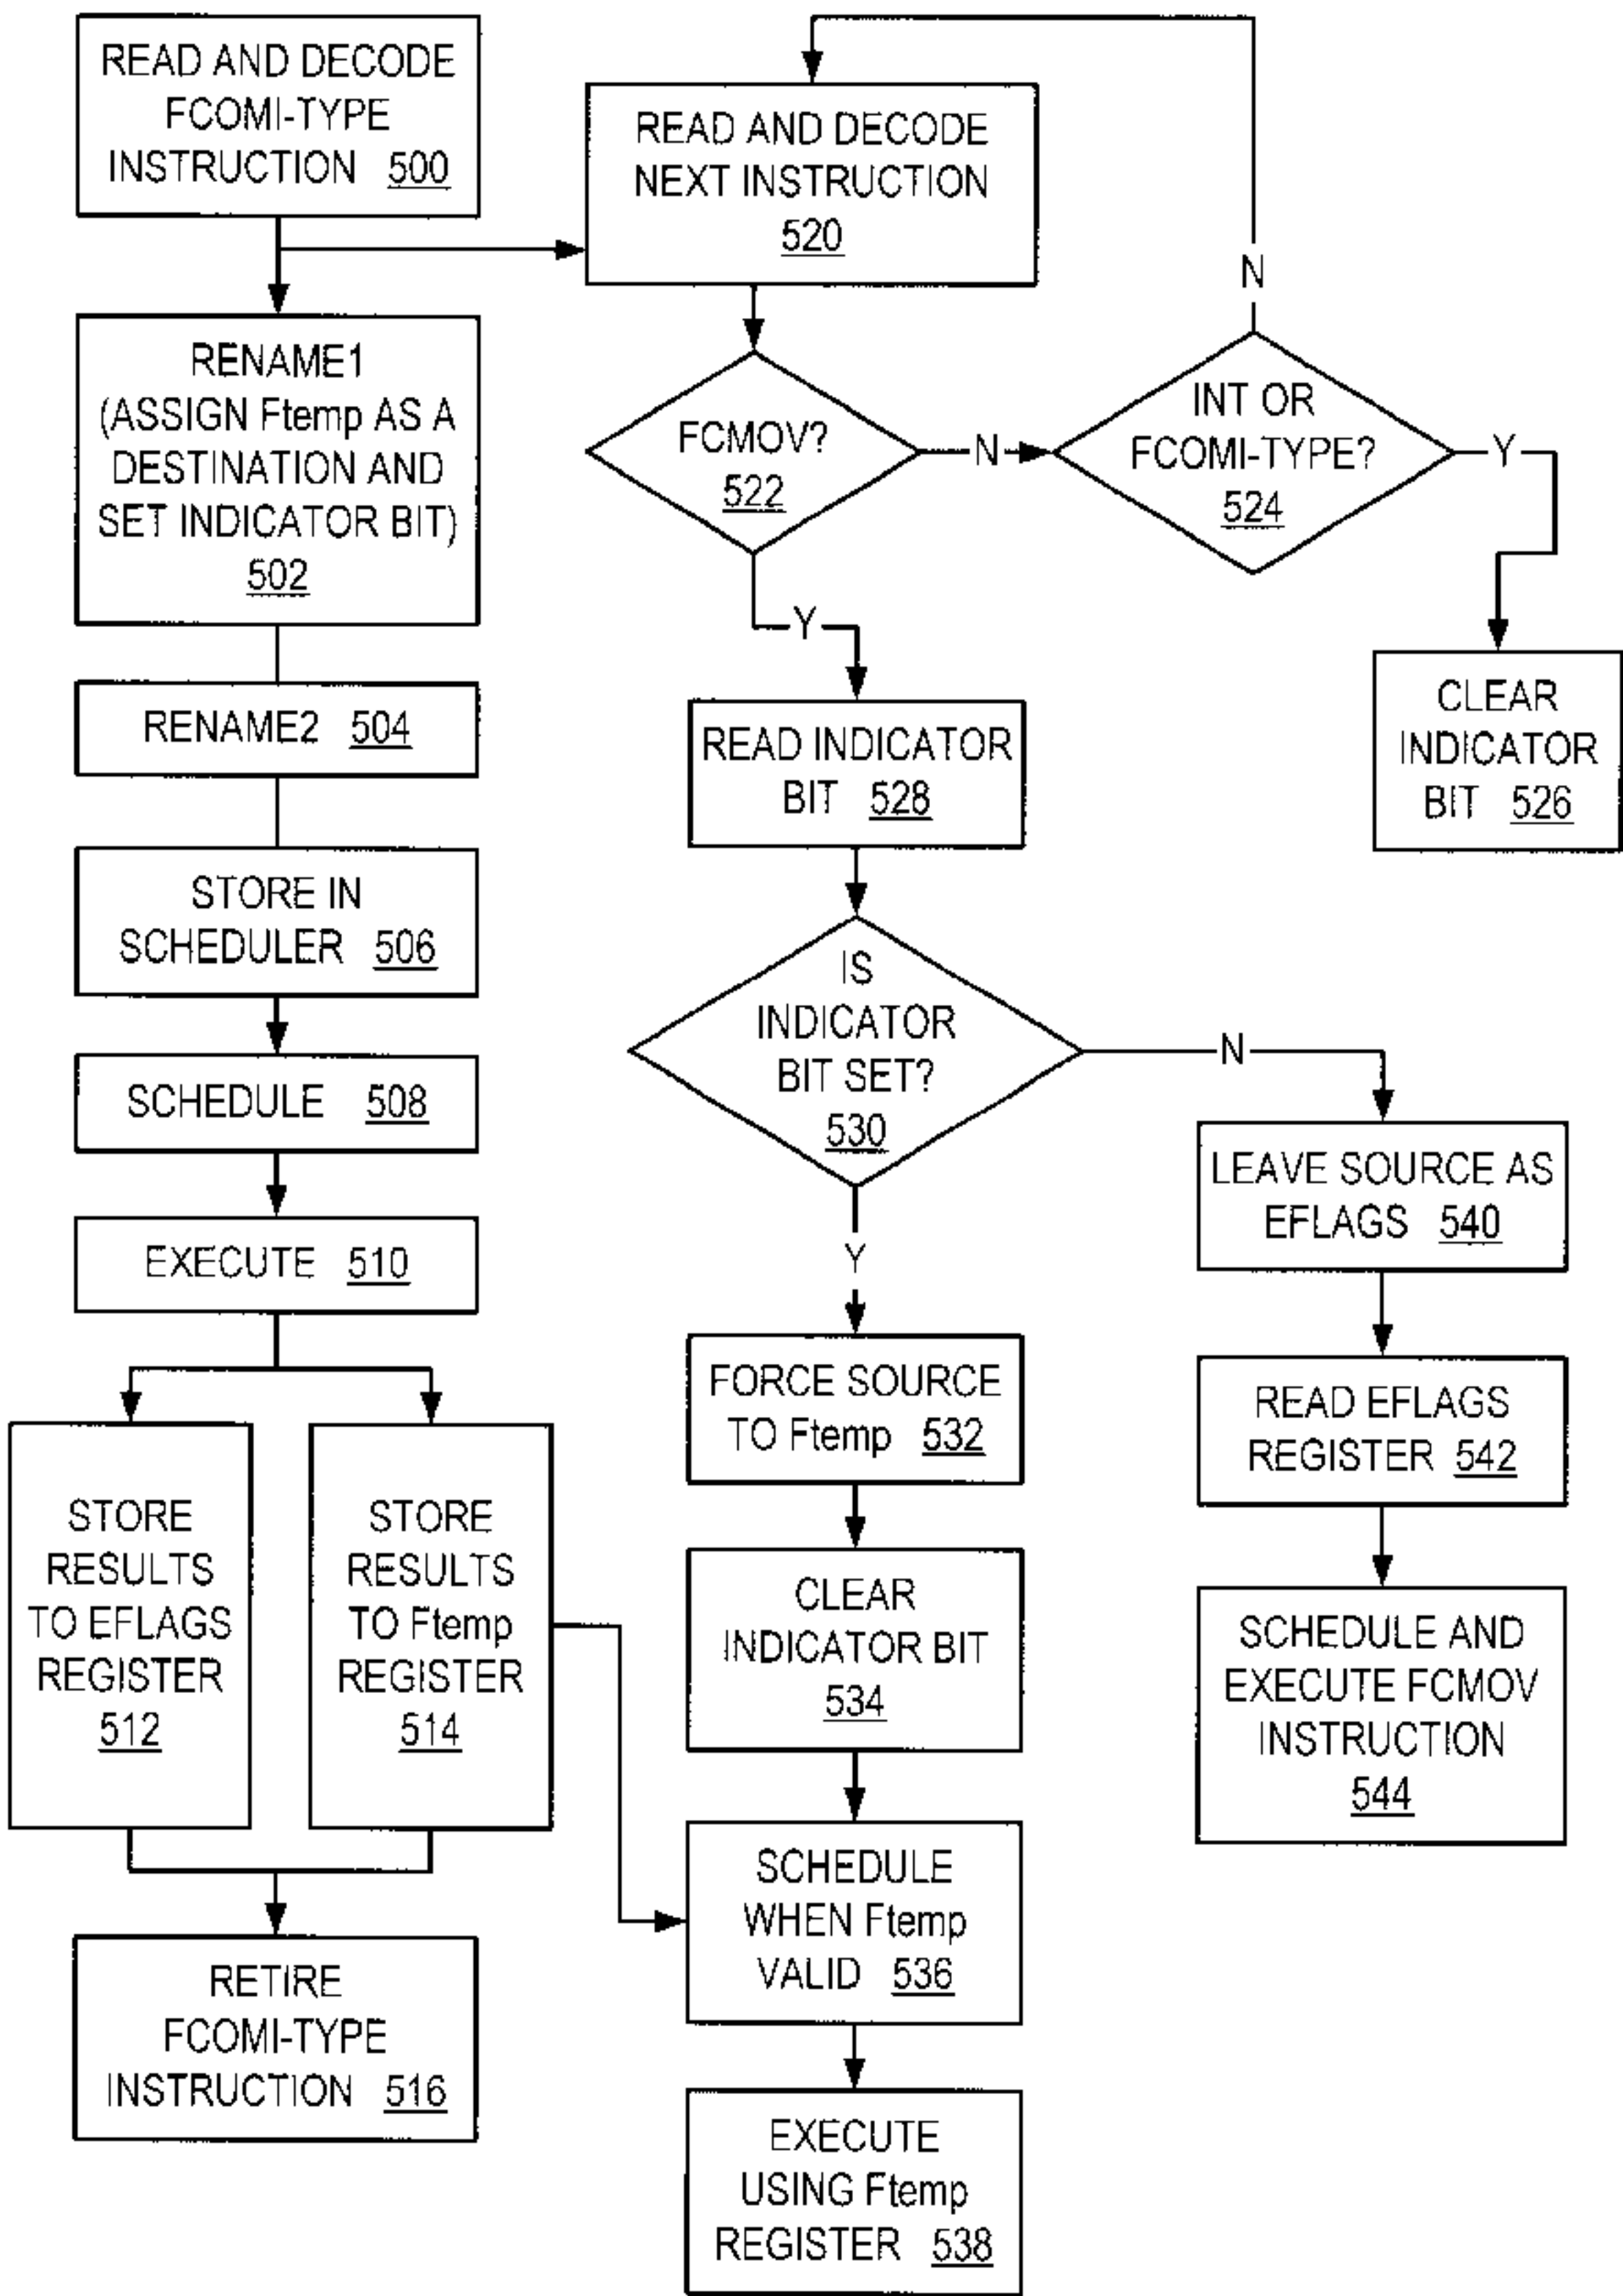 READ AND DECODE
FCOMI-TYPE
INSTRUCTION 500
RENAME1
(ASSIGN Ftemp AS A
DESTINATION AND
SET INDICATOR BIT)
502
RENAME2 504
STORE IN
SCHEDULER 506
SCHEDULE 508
EXECUTE 510
STORE
RESULTS
TO EFLAGS
REGISTER
512
STORE
RESULTS
TO Ftemp
REGISTER
514
RETIRE
FCOMI-TYPE
INSTRUCTION 516
READ AND DECODE
NEXT INSTRUCTION
520
FCMOV?
522
N
INT OR
FCOMI-TYPE?
524
N
Y
CLEAR
INDICATOR
BIT 526
Y
READ INDICATOR
BIT 528
IS
INDICATOR
BIT SET?
530
N
Y
FORCE SOURCE
TO Ftemp 532
CLEAR
INDICATOR BIT
534
SCHEDULE
WHEN Ftemp
VALID 536
EXECUTE
USING Ftemp
REGISTER 538
LEAVE SOURCE AS
EFLAGS 540
READ EFLAGS
REGISTER 542
SCHEDULE AND
EXECUTE FCMOV
INSTRUCTION
544